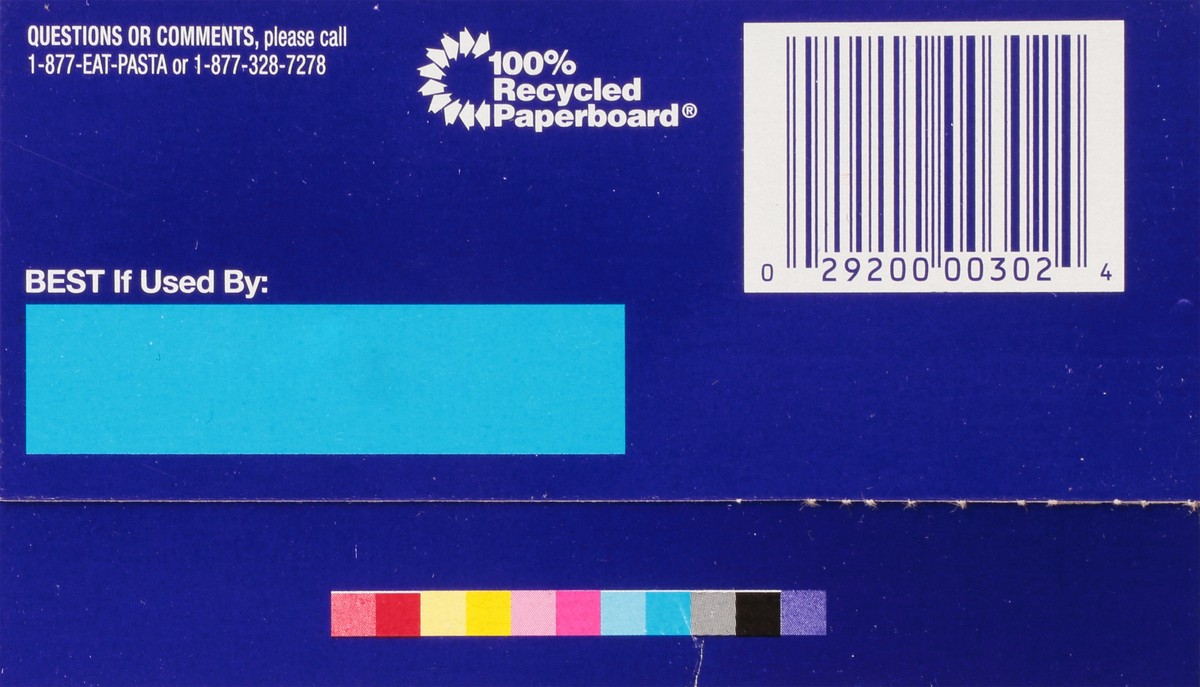 QUESTIONS OR COMMENTS, please call
1-877-EAT-PASTA or 1-877-328-7278
100%
Recycled
Paperboard®
BEST If Used By:
0 29200 00302 4